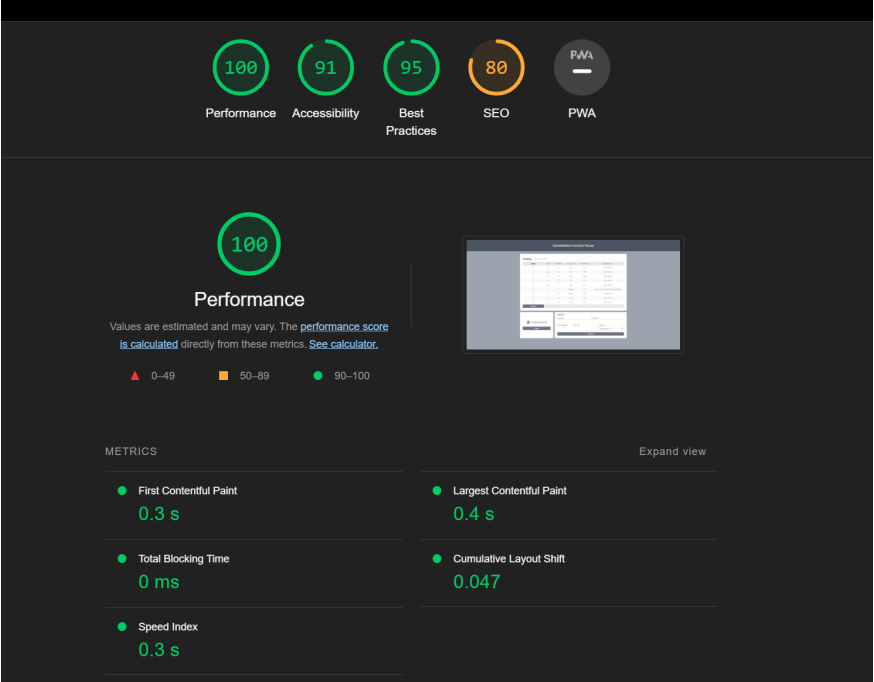 100
91
95
80
PWA
Performance
Accessibility
Best
Practices
SEO
PWA
100
Performance
Values are estimated and may vary. The performance score
is calculated directly from these metrics. See calculator.
0–49
50–89
90–100
METRICS
Expand view
First Contentful Paint
0.3 s
Largest Contentful Paint
0.4 s
Total Blocking Time
0 ms
Cumulative Layout Shift
0.047
Speed Index
0.3 s